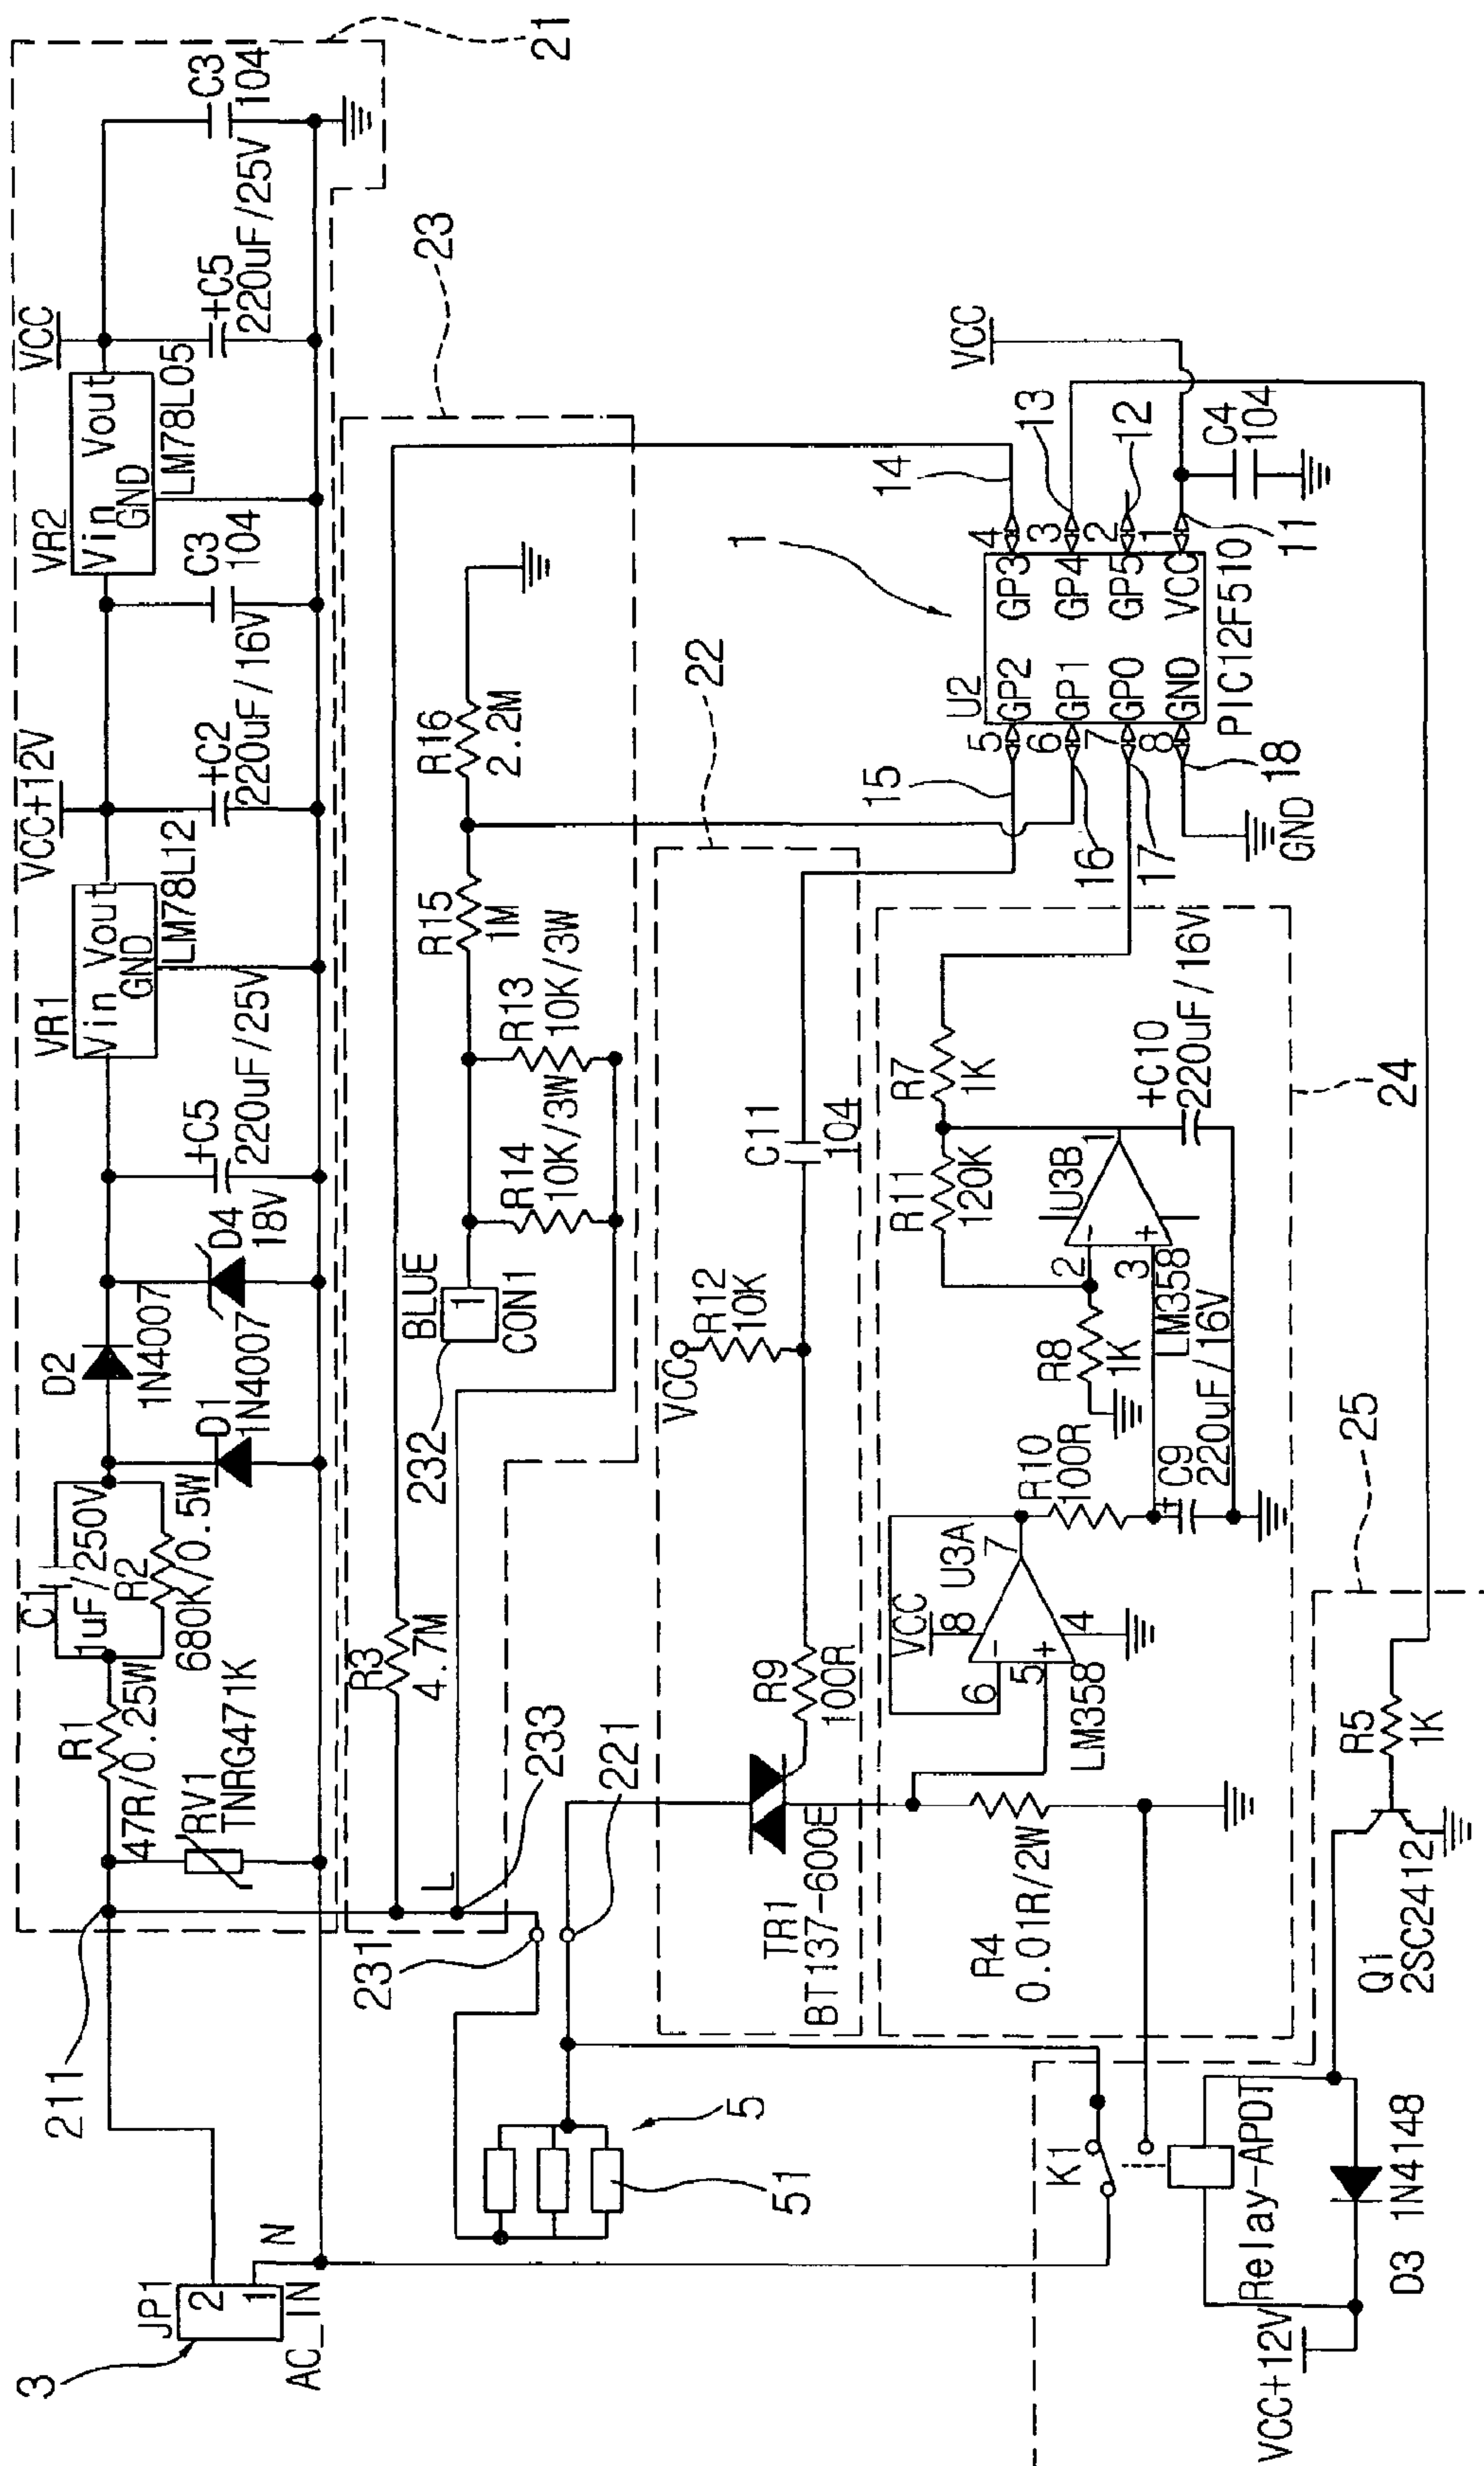 3
JP1
2
1
N
AC_IN
211
R1
47R/0.25W
RV1
TNRG471K
C1
1uF/250V
R2
680K/0.5W
D2
1N4007
D1
1N4007
D4
18V
+C5
220uF/25V
VR1
Vin Vout
GND
LM78L12
VCC+12V
+C2
220uF/16V
C3
104
VR2
Vin Vout
GND
LM78L05
VCC
+C5
220uF/25V
C3
104
21
5
51
231
L
233
221
R3
4.7M
232
BLUE
1
CON1
R14
10K/3W
R13
10K/3W
R15
1M
R16
2.2M
23
TR1
BT137-600E
R9
100R
VCC
R12
10K
C11
104
22
15
1
14
13
12
11
16
17
18
U2
5
GP2
GP3
4
6
GP1
GP4
3
7
GP0
GP5
2
8
GND
VCC
1
PIC12F510
GND
VCC
C4
104
R4
0.01R/2W
VCC
8
U3A
6
5
7
4
-
+
LM358
R10
100R
+C9
220uF/16V
R8
1K
2
3
1
-
+
U3B
LM358
R11
120K
R7
1K
+C10
220uF/16V
24
25
K1
Relay-APDT
VCC+12V
D3 1N4148
Q1
2SC2412
R5
1K